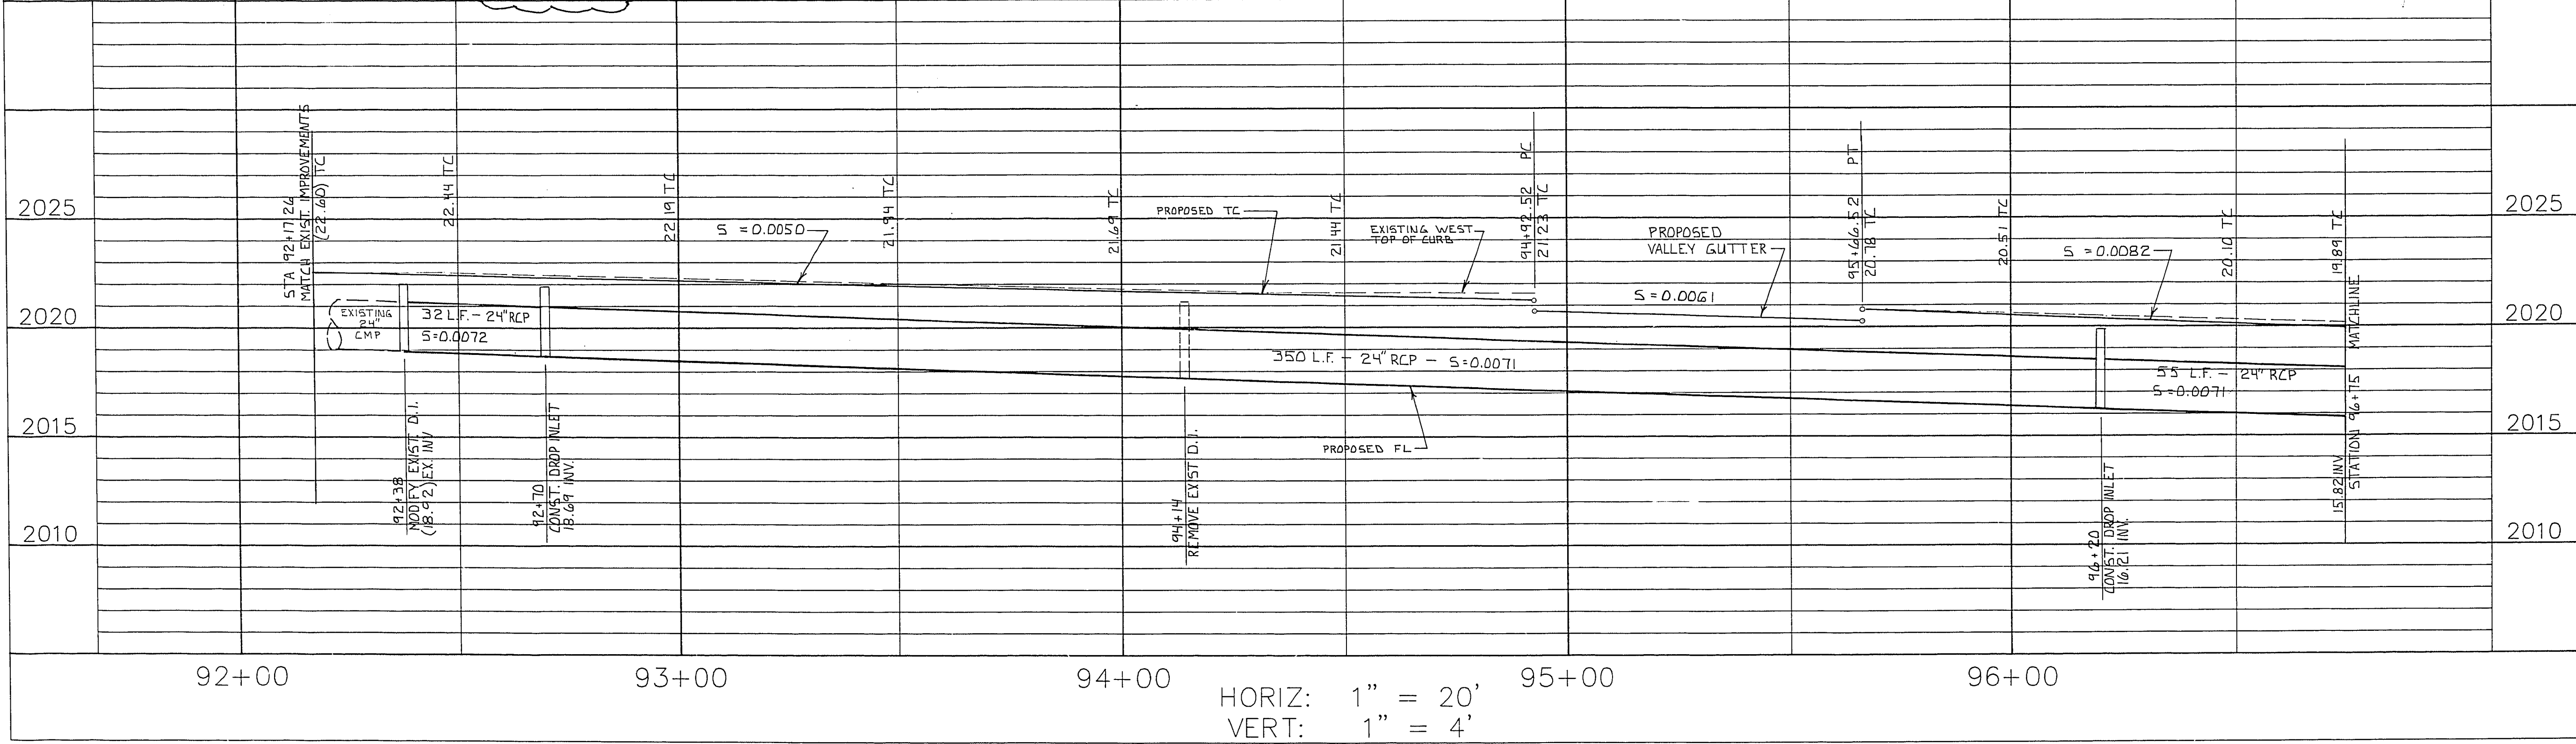 STA 92+17.26
MATCH EXIST. IMPROVEMENTS
(22.60) TC
22.44 TC
22.19 TC
21.94 TC
21.69 TC
21.44 TC
PC
94+92.52
21.23 TC
PT
95+66.52
20.78 TC
20.51 TC
20.10 TC
19.89 TC
2025
2025
S = 0.0050
PROPOSED TC
EXISTING WEST
TOP OF CURB
PROPOSED
VALLEY GUTTER
S = 0.0082
S = 0.0061
MATCHLINE
STATION 96+75
2020
2020
EXISTING
24"
CMP
32 L.F. - 24" RCP
S=0.0072
350 L.F. - 24" RCP - S=0.0071
55 L.F. - 24" RCP
S=0.0071
2015
2015
PROPOSED FL
92+38
MODIFY EXIST. D.I.
(18.92) EX. INV
92+70
CONST. DROP INLET
18.69 INV.
94+14
REMOVE EXIST D.I.
96+20
CONST. DROP INLET
16.21 INV.
15.82 INV
2010
2010
92+00
93+00
94+00
95+00
96+00
HORIZ: 1" = 20'
VERT: 1" = 4'